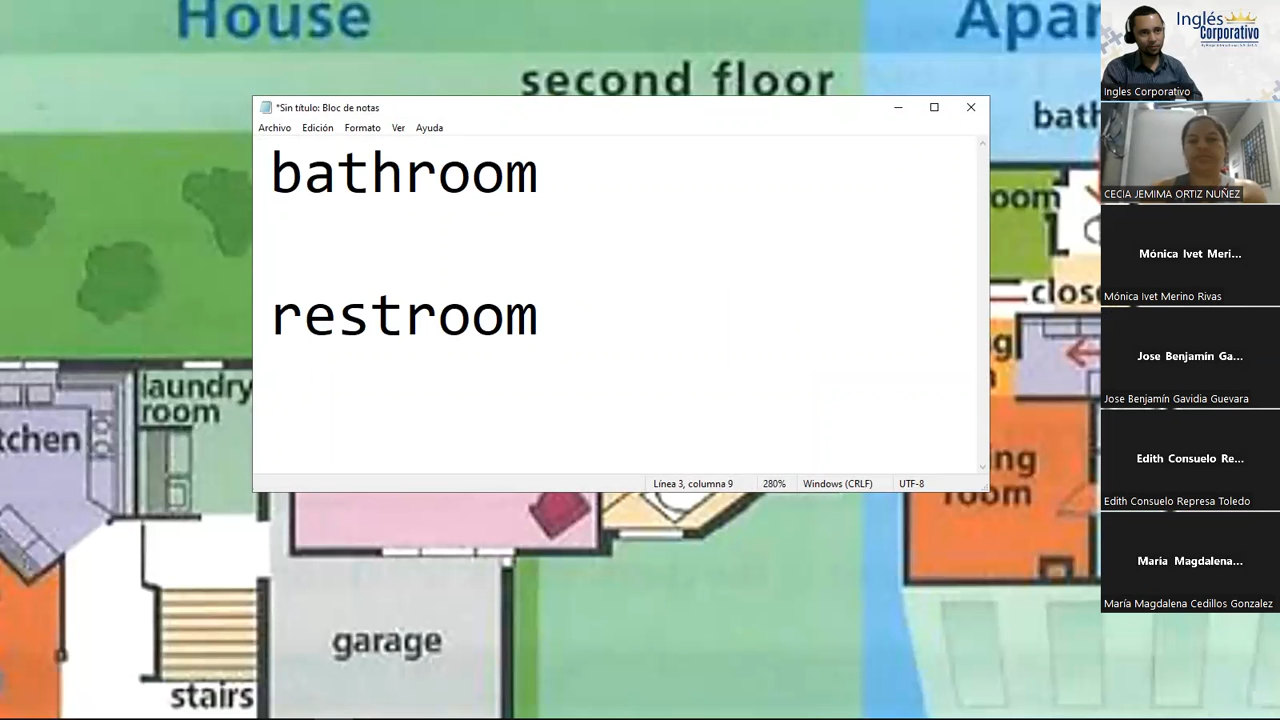 House
Apar
second floor
bath
*Sin título: Bloc de notas
Archivo Edición Formato Ver Ayuda
bathroom
restroom
Línea 3, columna 9 280% Windows (CRLF) UTF-8
oom
close
laundry
room
tchen
ng
ing
room
garage
stairs
Inglés
Corporativo
Ingles Corporativo
CECIA JEMIMA ORTIZ NUÑEZ
Mónica Ivet Meri...
Mónica Ivet Merino Rivas
Jose Benjamín Ga...
Jose Benjamín Gavidia Guevara
Edith Consuelo Re...
Edith Consuelo Represa Toledo
María Magdalena...
María Magdalena Cedillos Gonzalez